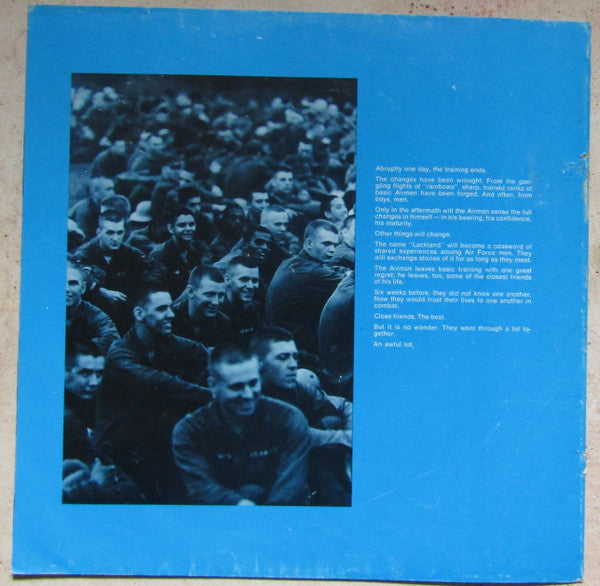 Abruptly one day, the training ends.
The changes have been wrought. From the gan-
gling flights of "rainbows", sharp, trained ranks of
basic Airmen have been forged. And often, from
boys, men.
Only in the aftermath will the Airman sense the full
changes in himself — in his bearing, his confidence,
his maturity.
Other things will change.
The name "Lackland" will become a password of
shared experiences among Air Force men. They
will exchange stories of it for as long as they meet.
The Airman leaves basic training with one great
regret; he leaves, too, some of the closest friends
of his life.
Six weeks before, they did not know one another.
Now they would trust their lives to one another in
combat.
Close friends. The best.
But it is no wonder. They went through a lot to-
gether.
An awful lot.